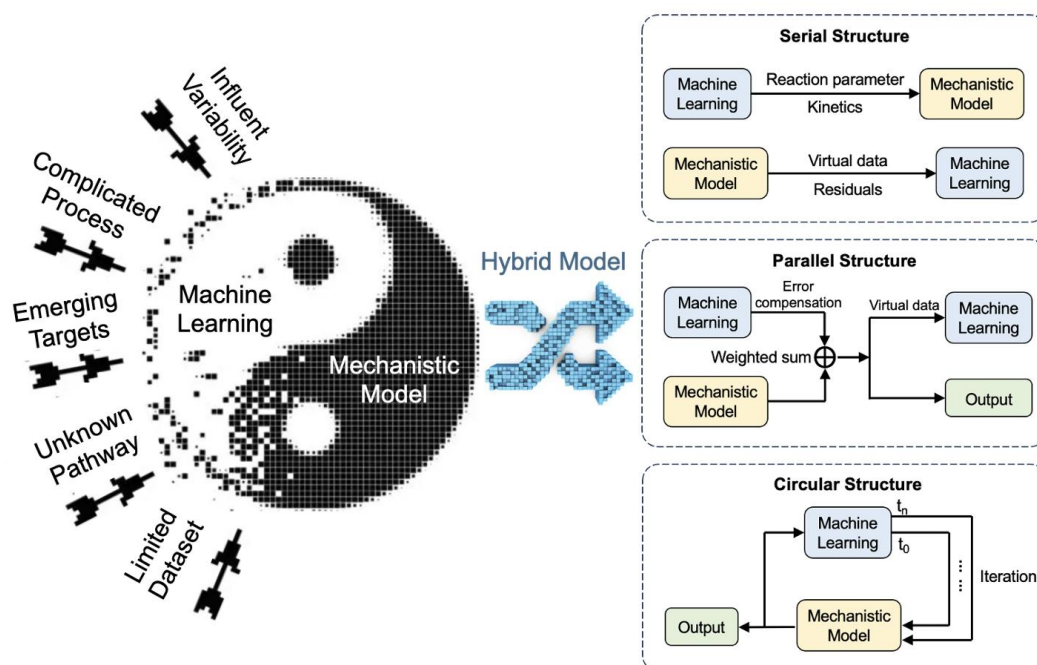 Influent
Variability
Complicated
Process
Emerging
Targets
Unknown
Pathway
Limited
Dataset
Machine
Learning
Mechanistic
Model
Hybrid Model
Serial Structure
Machine
Learning
Reaction parameter
Kinetics
Mechanistic
Model
Mechanistic
Model
Virtual data
Residuals
Machine
Learning
Parallel Structure
Machine
Learning
Error
compensation
Weighted sum
Mechanistic
Model
Virtual data
Machine
Learning
Output
Circular Structure
Machine
Learning
tn
t0
... ...
Iteration
Mechanistic
Model
Output